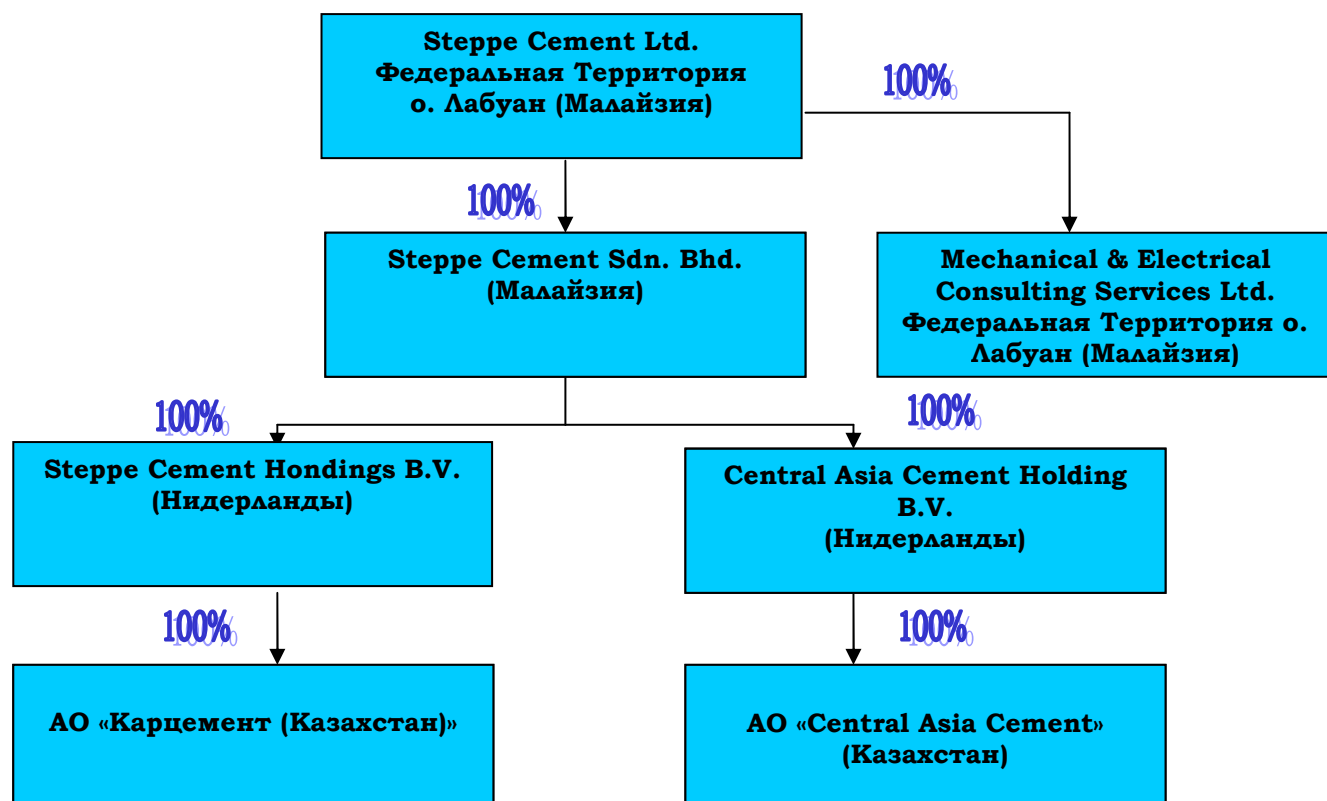 Steppe Cement Ltd.
Федеральная Территория
о. Лабуан (Малайзия)
100%
100%
Steppe Cement Sdn. Bhd.
(Малайзия)
Mechanical & Electrical
Consulting Services Ltd.
Федеральная Территория о.
Лабуан (Малайзия)
100%
100%
Steppe Cement Hondings B.V.
(Нидерланды)
Central Asia Cement Holding
B.V.
(Нидерланды)
100%
100%
АО «Карцемент (Казахстан)»
АО «Central Asia Cement»
(Казахстан)